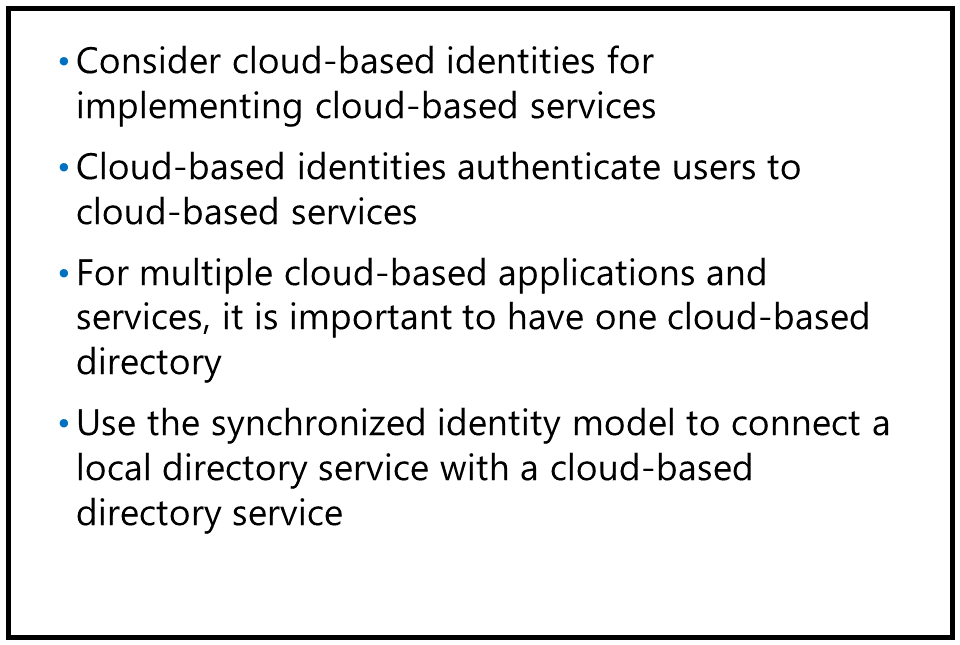 • Consider cloud-based identities for
implementing cloud-based services
• Cloud-based identities authenticate users to
cloud-based services
• For multiple cloud-based applications and
services, it is important to have one cloud-based
directory
• Use the synchronized identity model to connect a
local directory service with a cloud-based
directory service